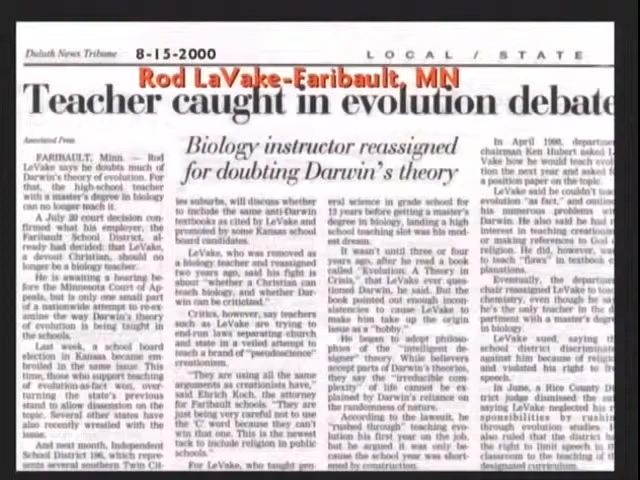 Duluth News Tribune
8-15-2000
LOCAL / STATE
Rod LaVake-Faribault, MN
Teacher caught in evolution debate
Associated Press
FARIBAULT, Minn. — Rod
LeVake says he doubts much of
Darwin's theory of evolution. For
that, the high-school teacher
with a master's degree in biology
can no longer teach it.
A July 20 court decision con-
firmed what his employer, the
Faribault School District, al-
ready had decided: that LeVake,
a devout Christian, should no
longer be a biology teacher.
He is awaiting a hearing be-
fore the Minnesota Court of Ap-
peals, but is only one small part
of a nationwide attempt to re-ex-
amine the way Darwin's theory
of evolution is being taught in
the schools.
Last week, a school board
election in Kansas became em-
broiled in the same issue. This
time, those who support teaching
of evolution-as-fact won, over-
turning the state's previous
stand to allow dissension on the
topic. Several other states have
also recently wrestled with the
issue.
And next month, Independent
School District 196, which repre-
sents several southern Twin Cit-
Biology instructor reassigned
for doubting Darwin's theory
ies suburbs, will discuss whether
to include the same anti-Darwin
textbooks as cited by LeVake and
promoted by some Kansas school
board candidates.
LeVake, who was removed as
a biology teacher and reassigned
two years ago, said his fight is
about "whether a Christian can
teach biology, and whether Dar-
win can be criticized."
Critics, however, say teachers
such as LeVake are trying to
end-run laws separating church
and state in a veiled attempt to
teach a brand of "pseudoscience"
creationism.
"They are using all the same
arguments as creationists have,"
said Ehrich Koch, the attorney
for Faribault schools. "They are
just being very careful not to use
the 'C' word because they can't
win that one. This is the newest
tack to include religion in public
schools."
For LeVake, who taught gen-
eral science in grade school for
13 years before getting a master's
degree in biology, landing a high
school teaching slot was his mod-
est dream.
It wasn't until three or four
years ago, after he read a book
called "Evolution: A Theory in
Crisis," that LeVake ever ques-
tioned Darwin, he said. But the
book pointed out enough incon-
sistencies to cause LeVake to
make him take up the origin
issue as a "hobby."
He began to adopt philoso-
phies of the "intelligent de-
signer" theory. While believers
accept parts of Darwin's theories,
they say the "irreducible com-
plexity" of life cannot be ex-
plained by Darwin's reliance on
the randomness of nature.
According to the lawsuit, he
"rushed through" teaching evo-
lution his first year on the job,
but he argued it was only be-
cause the school year was short-
ened by construction.
In April 1998, departmen
chairman Ken Hubert asked L
Vake how he would teach evol
tion the next year and asked f
a position paper on the topic.
LeVake said he couldn't teac
evolution "as fact," and outline
his numerous problems wi
Darwin. He also said he had n
interest in teaching creationis
or making references to God o
religion. He did, however, wa
to teach "flaws" in textbook e
planations.
Eventually, the departme
chair reassigned LeVake to tea
chemistry, even though he sa
he's the only teacher in the d
partment with a master's degr
in biology.
LeVake sued, saying th
school district discriminate
against him because of religio
and violated his right to fre
speech.
In June, a Rice County Di
trict judge dismissed the sui
saying LeVake neglected his r
sponsibilities by rushin
through evolution studies.
also ruled that the district ha
the right to limit speech in th
classroom to the teaching of th
designated curriculum.